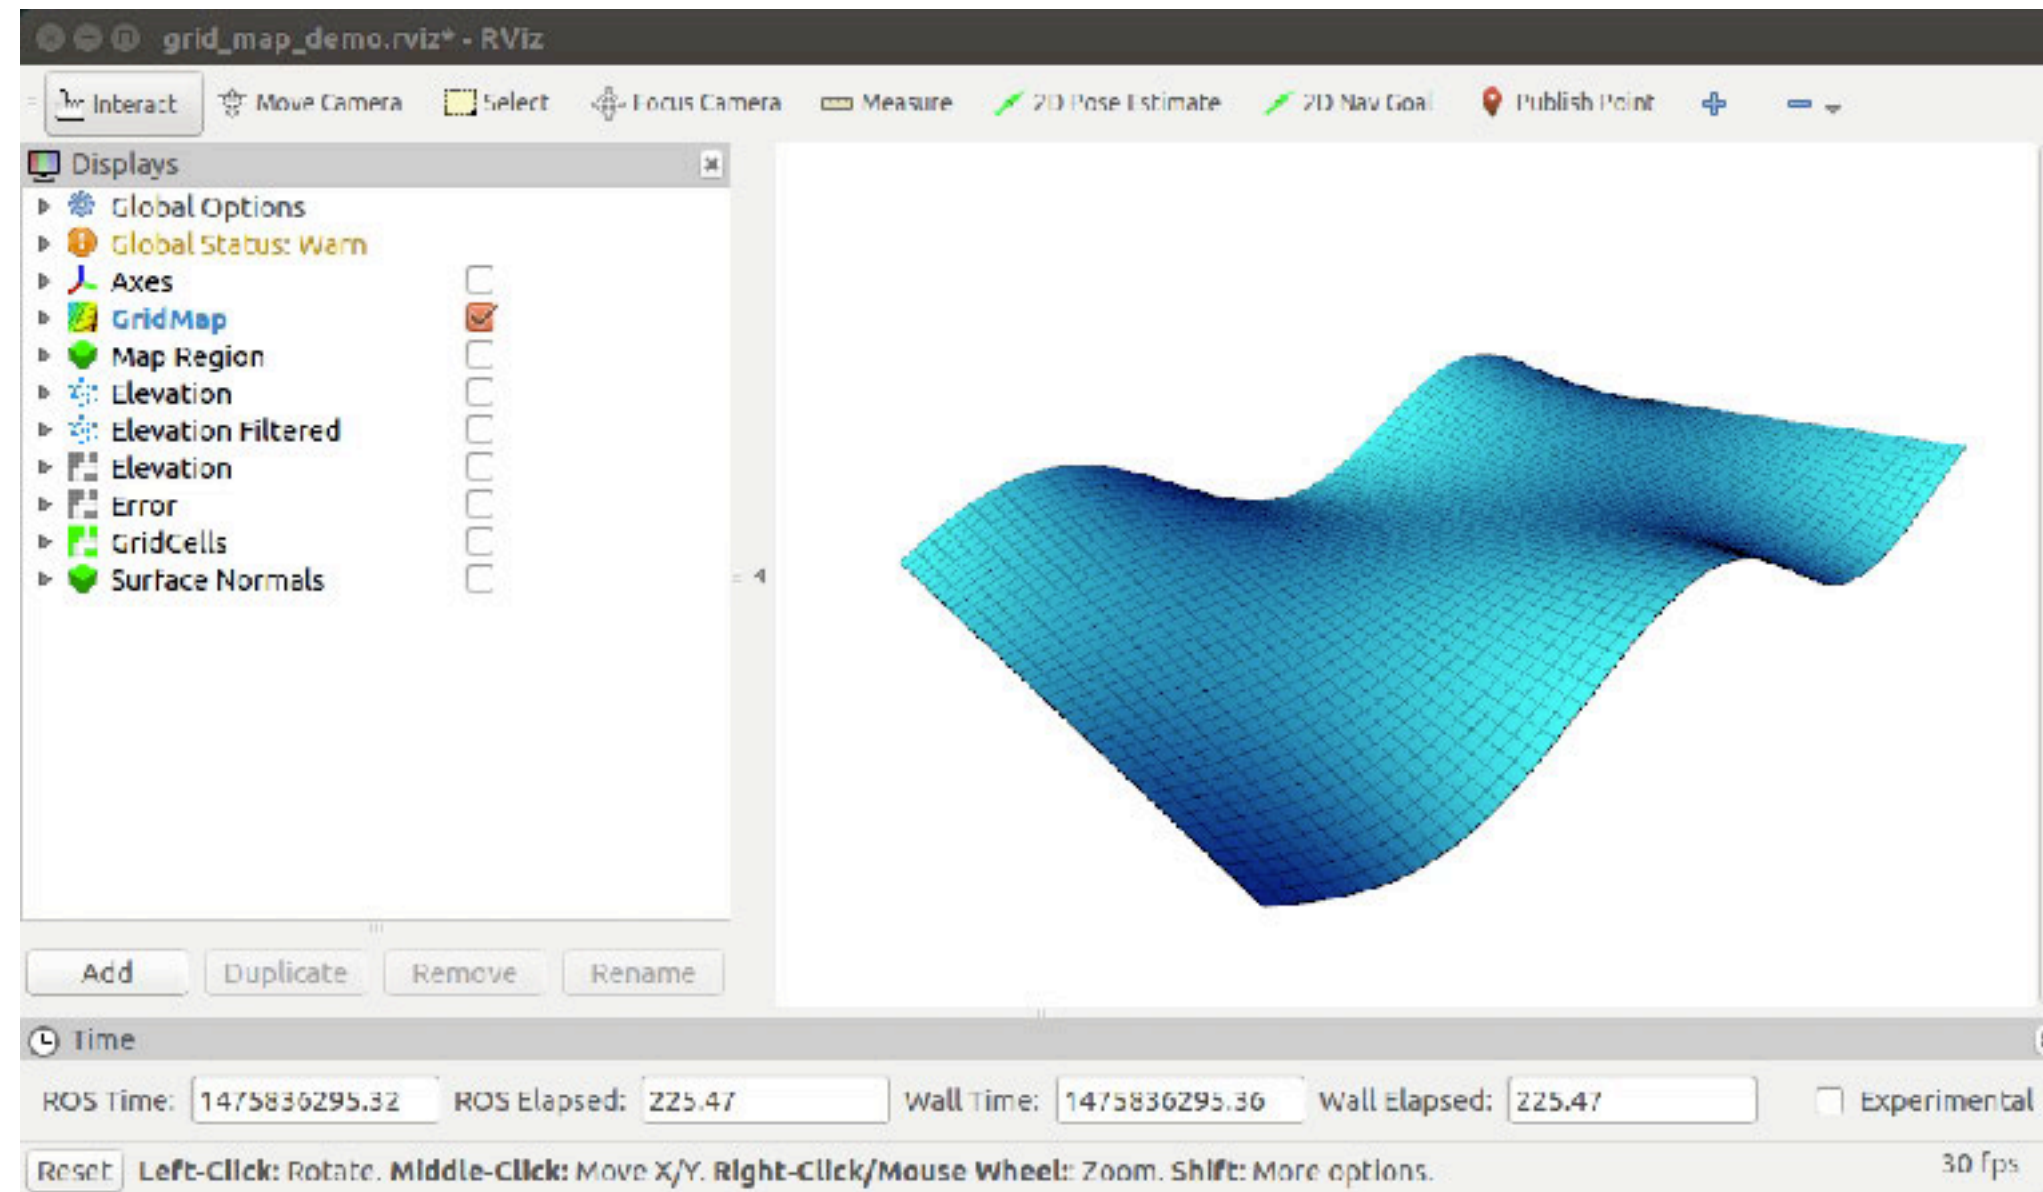 grid_map_demo.rviz* - RViz
Interact Move Camera Select Focus Camera Measure 2D Pose Estimate 2D Nav Goal Publish Point
Displays
Global Options
Global Status: Warn
Axes
GridMap
Map Region
Elevation
Elevation Filtered
Elevation
Error
GridCells
Surface Normals
Add Duplicate Remove Rename
Time
ROS Time: 1475836295.32 ROS Elapsed: 225.47 Wall Time: 1475836295.36 Wall Elapsed: 225.47 Experimental
Reset Left-Click: Rotate. Middle-Click: Move X/Y. Right-Click/Mouse Wheel:: Zoom. Shift: More options. 30 fps